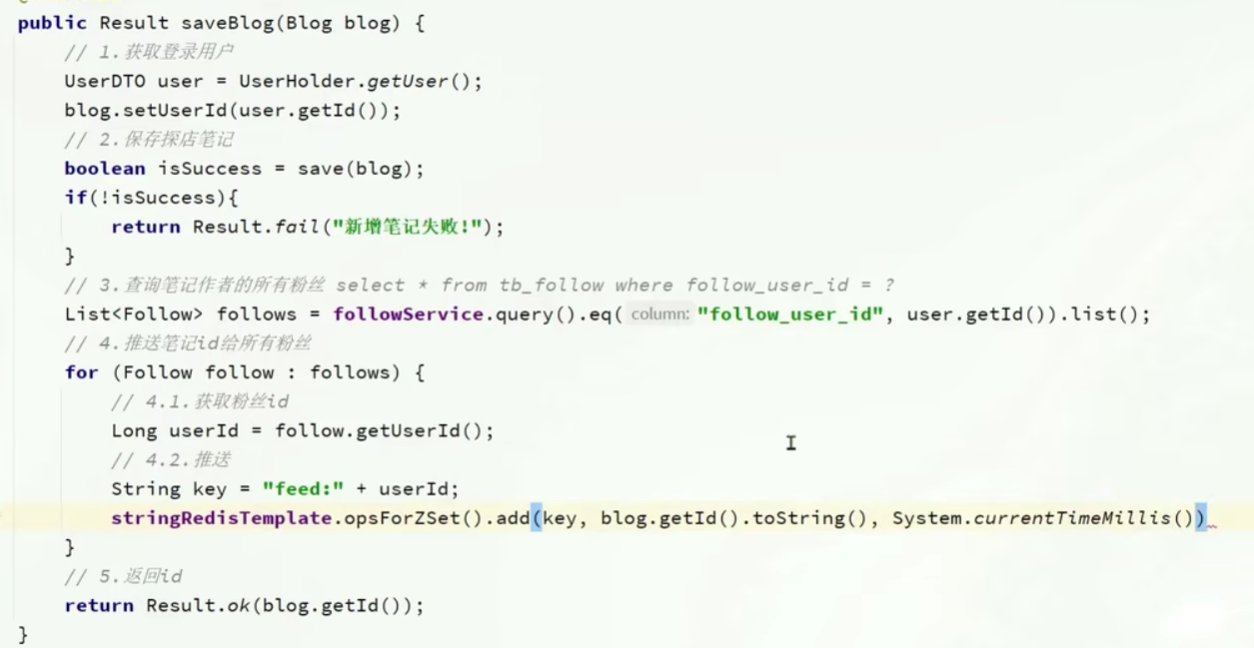 public Result saveBlog(Blog blog) {
// 1.获取登录用户
UserDTO user = UserHolder.getUser();
blog.setUserId(user.getId());
// 2.保存探店笔记
boolean isSuccess = save(blog);
if(!isSuccess){
return Result.fail("新增笔记失败!");
}
// 3.查询笔记作者的所有粉丝 select * from tb_follow where follow_user_id = ?
List<Follow> follows = followService.query().eq( column: "follow_user_id", user.getId()).list();
// 4.推送笔记id给所有粉丝
for (Follow follow : follows) {
// 4.1.获取粉丝id
Long userId = follow.getUserId();
// 4.2.推送
String key = "feed:" + userId;
stringRedisTemplate.opsForZSet().add(key, blog.getId().toString(), System.currentTimeMillis())
}
// 5.返回id
return Result.ok(blog.getId());
}